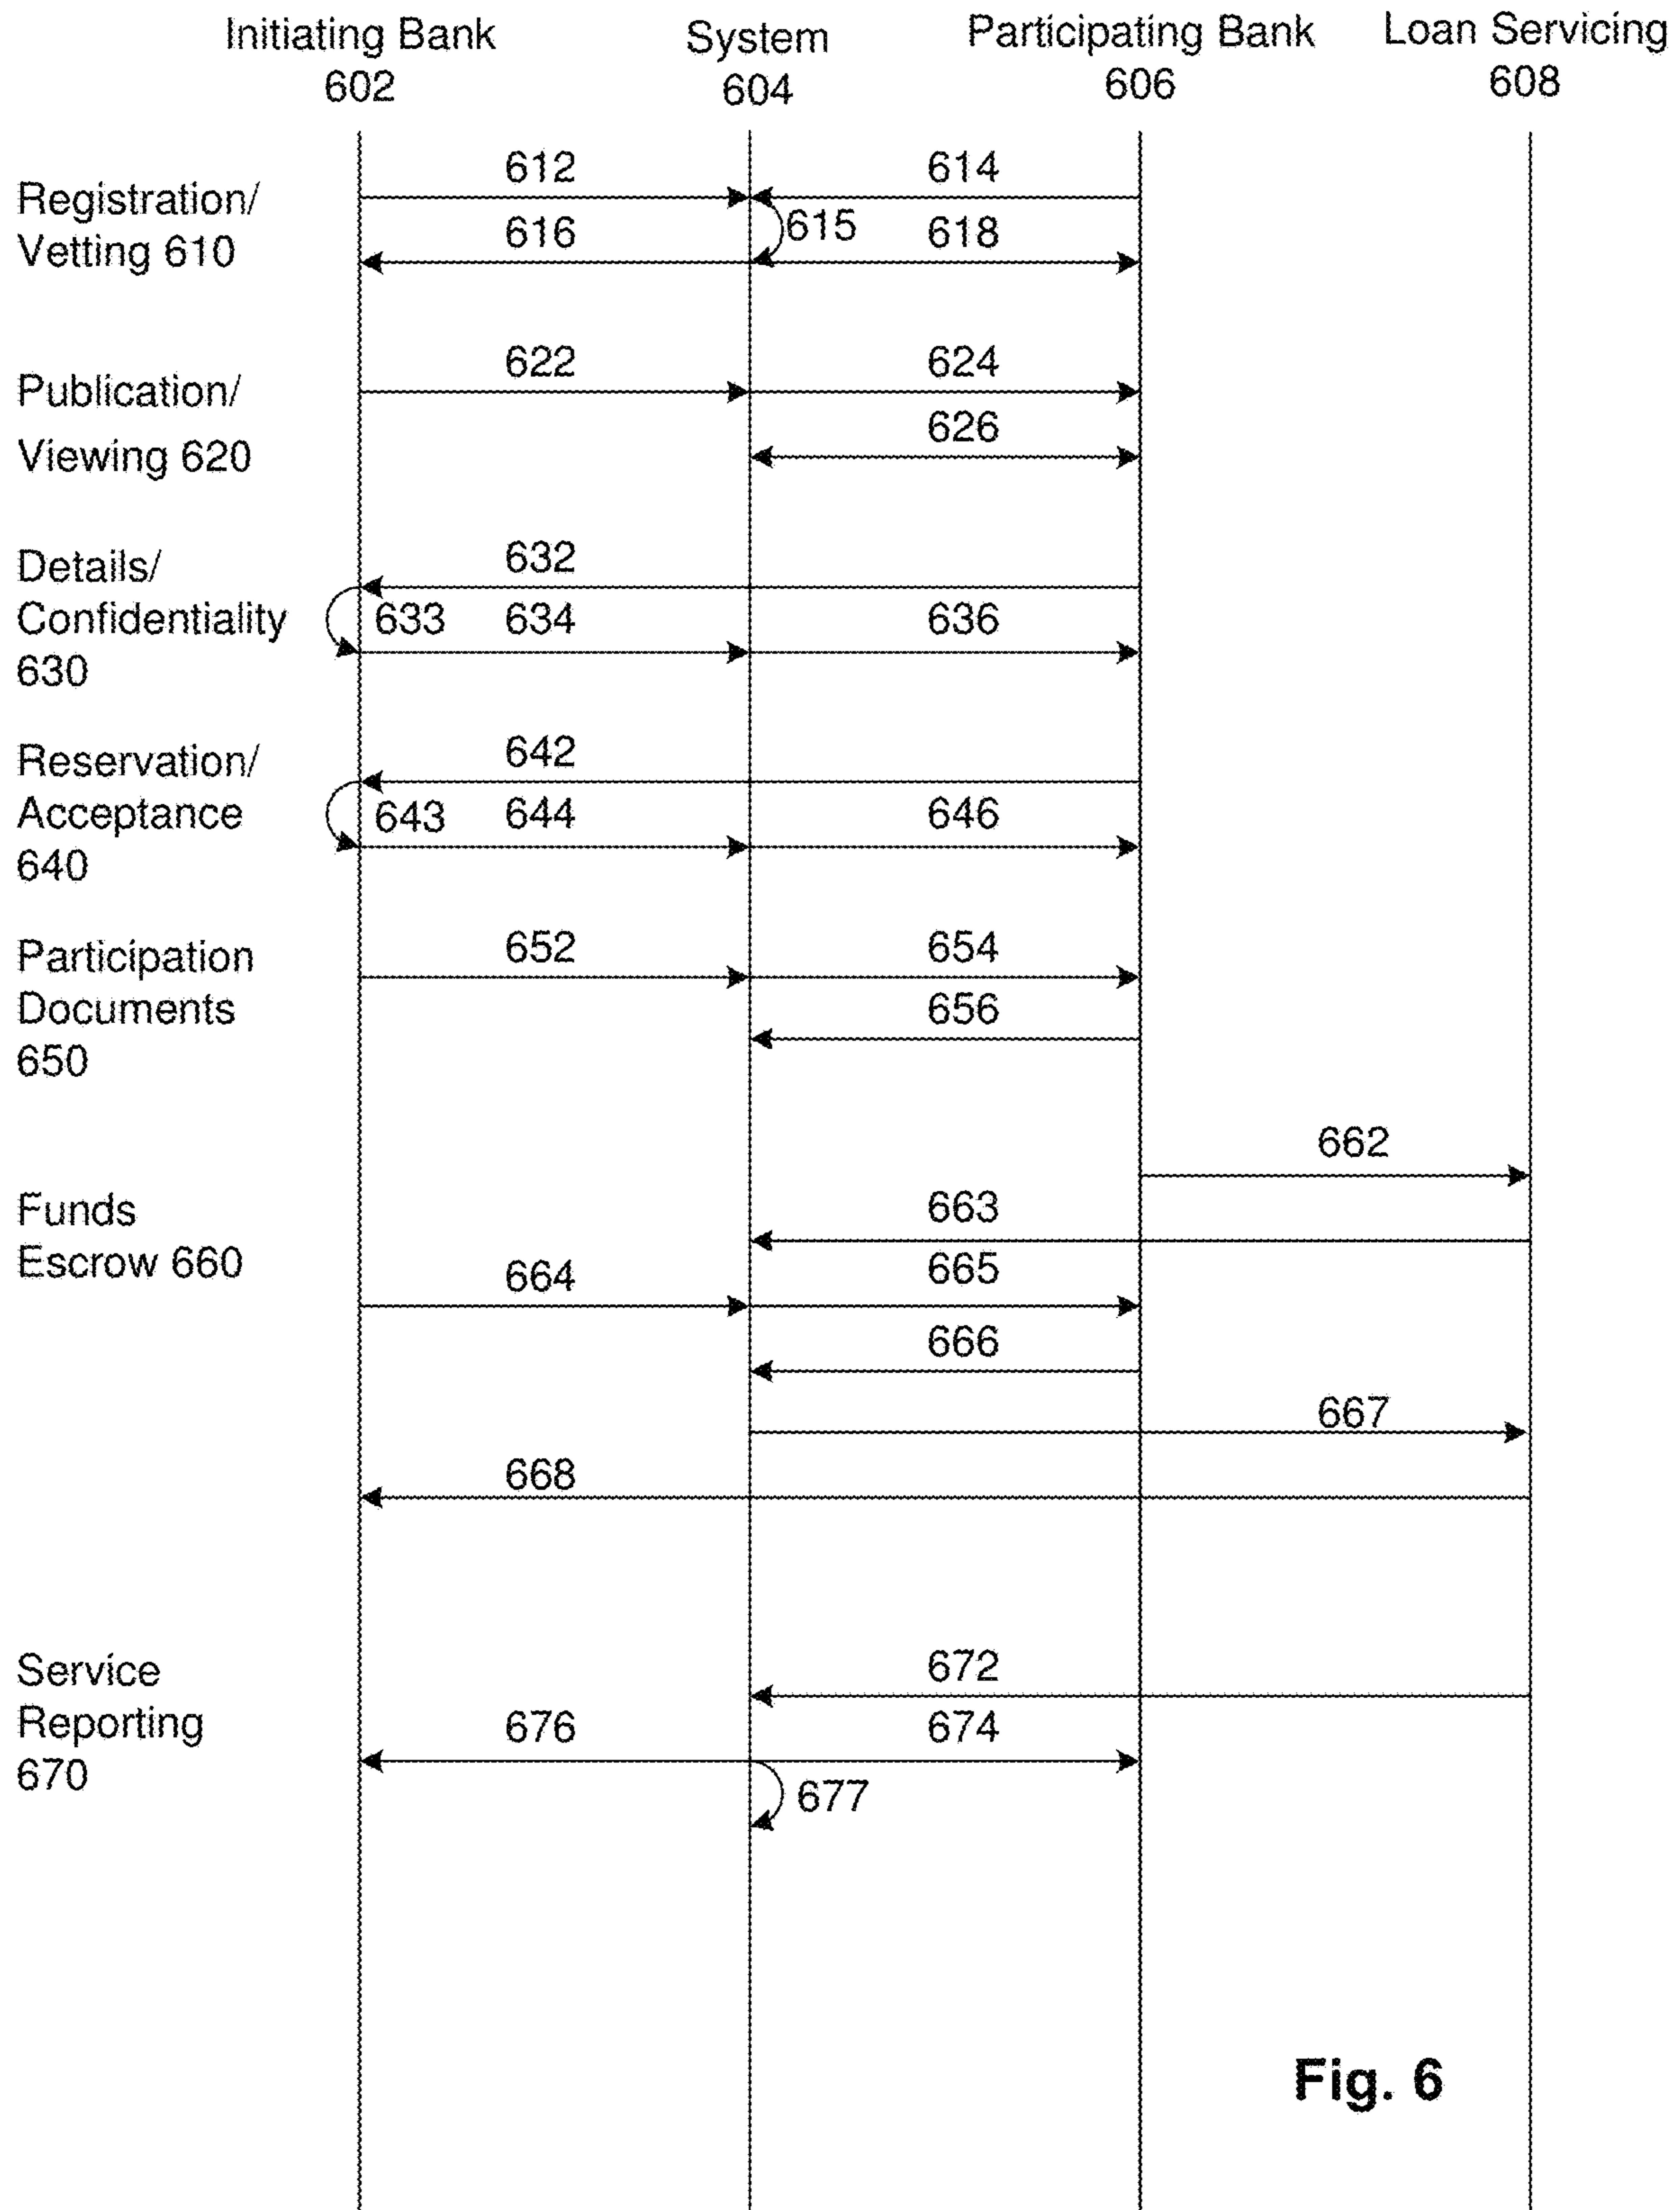 Initiating Bank
602
System
604
Participating Bank
606
Loan Servicing
608
Registration/
Vetting 610
612
614
615
616
618
Publication/
Viewing 620
622
624
626
Details/
Confidentiality
630
632
633
634
636
Reservation/
Acceptance
640
642
643
644
646
Participation
Documents
650
652
654
656
Funds
Escrow 660
662
663
664
665
666
667
668
Service
Reporting
670
672
676
674
677
Fig. 6